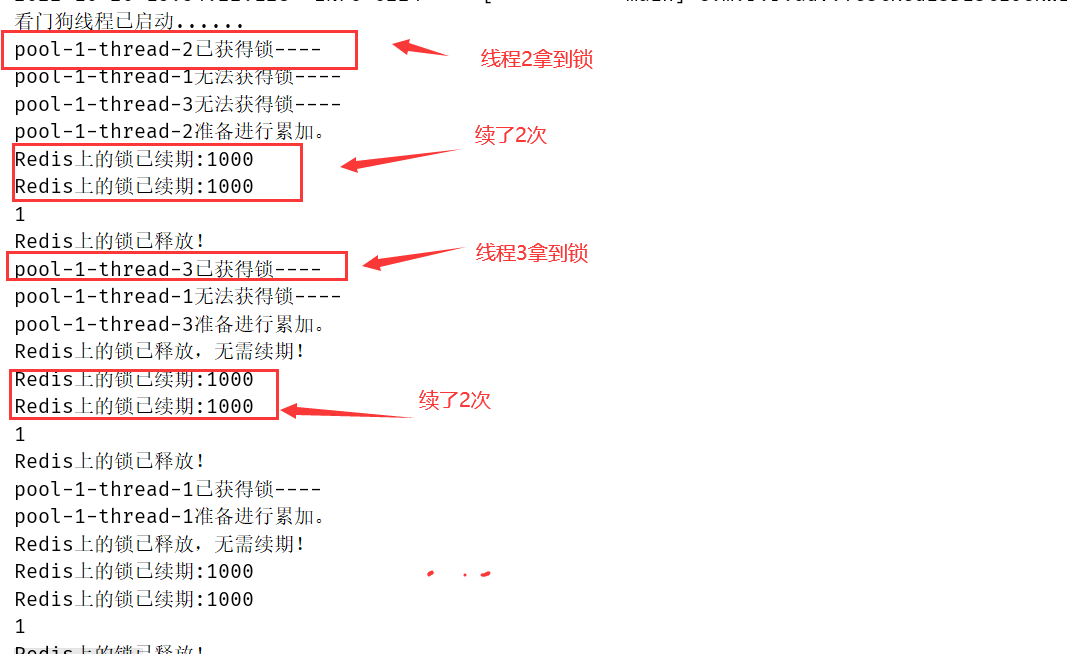 看门狗线程已启动......
pool-1-thread-2已获得锁----
线程2拿到锁
pool-1-thread-1无法获得锁----
pool-1-thread-3无法获得锁----
pool-1-thread-2准备进行累加。
续了2次
Redis上的锁已续期:1000
Redis上的锁已续期:1000
1
Redis上的锁已释放!
线程3拿到锁
pool-1-thread-3已获得锁----
pool-1-thread-1无法获得锁----
pool-1-thread-3准备进行累加。
Redis上的锁已释放，无需续期!
Redis上的锁已续期:1000
续了2次
Redis上的锁已续期:1000
1
Redis上的锁已释放!
pool-1-thread-1已获得锁----
pool-1-thread-1准备进行累加。
Redis上的锁已释放，无需续期!
Redis上的锁已续期:1000
Redis上的锁已续期:1000
1
Redis上的锁已释放!